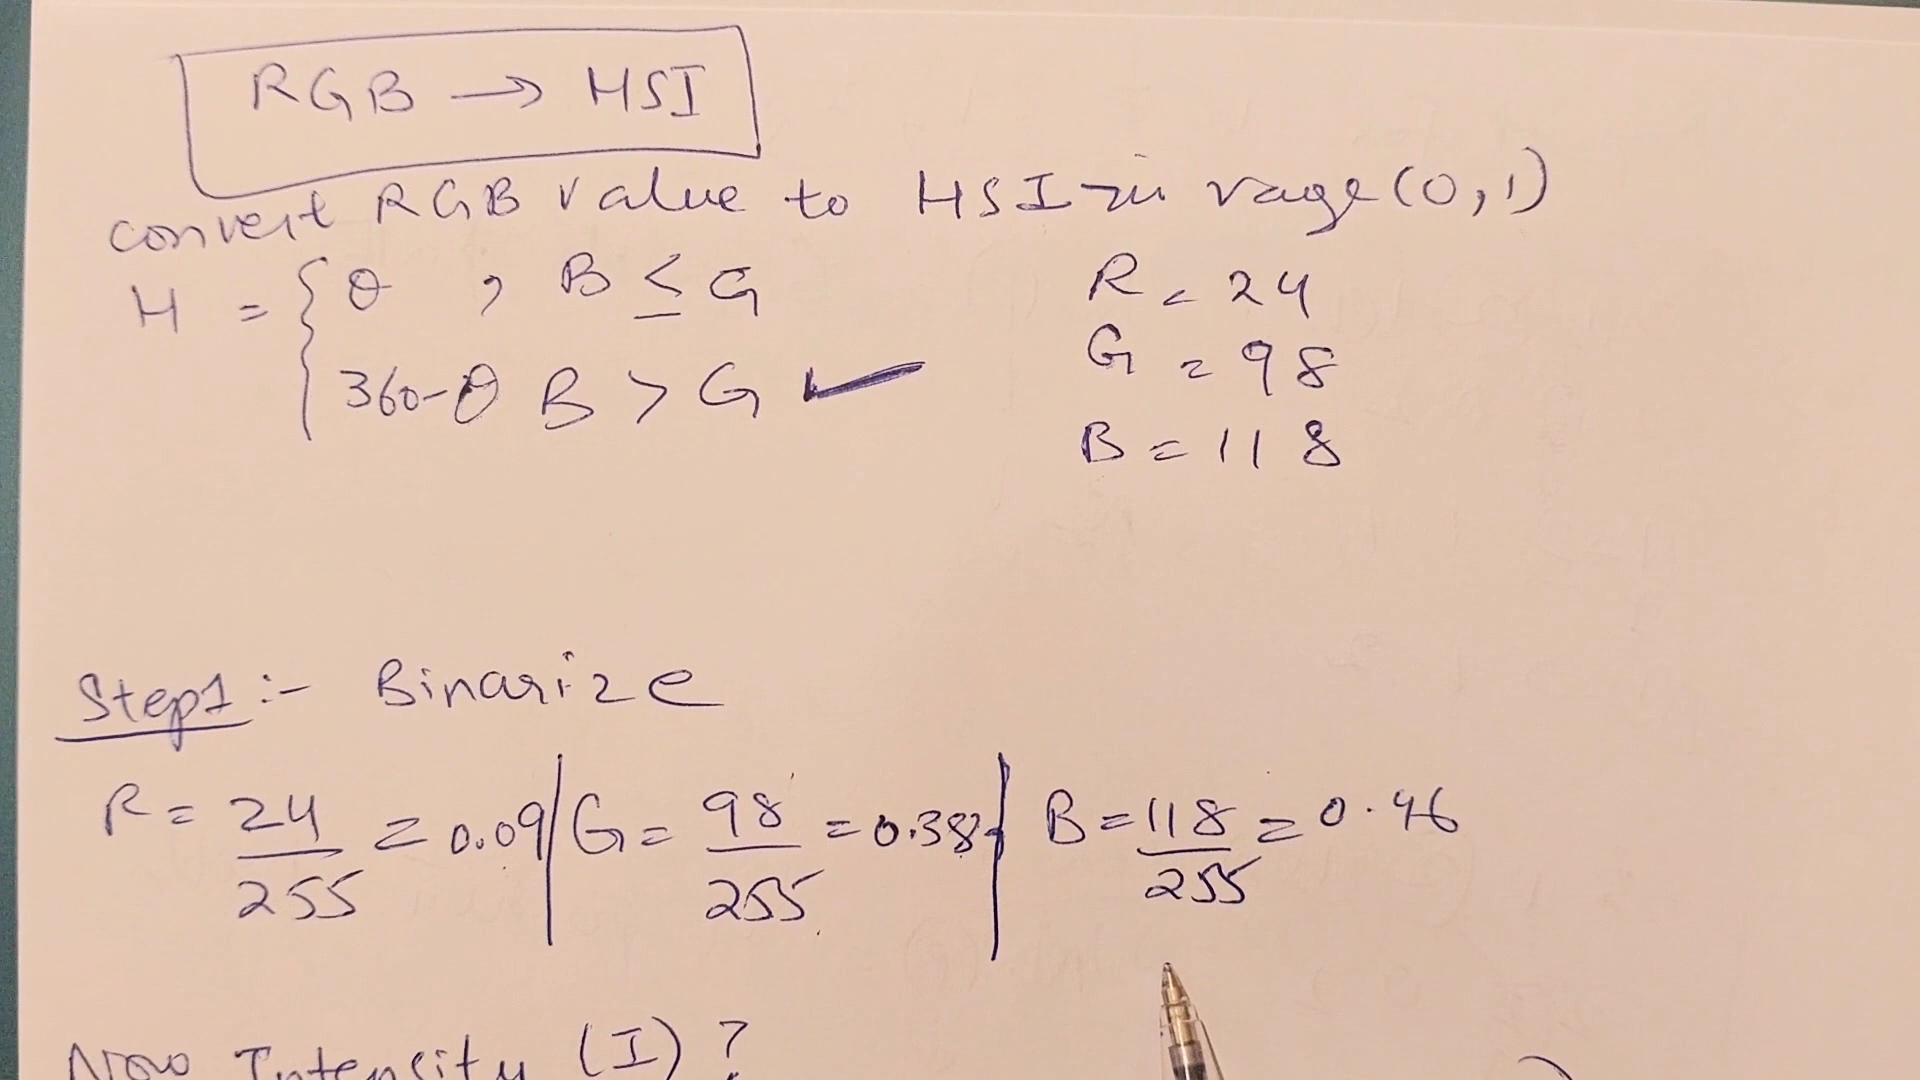 RGB → HSI
convert RGB value to HSI in rage (0,1)
H = { θ , B ≤ G
360-θ B > G ✓
R = 24
G = 98
B = 118
Step1 :- Binarize
R = 24/255 = 0.09 | G = 98/255 = 0.38 | B = 118/255 = 0.46
Now Intensity (I) ?